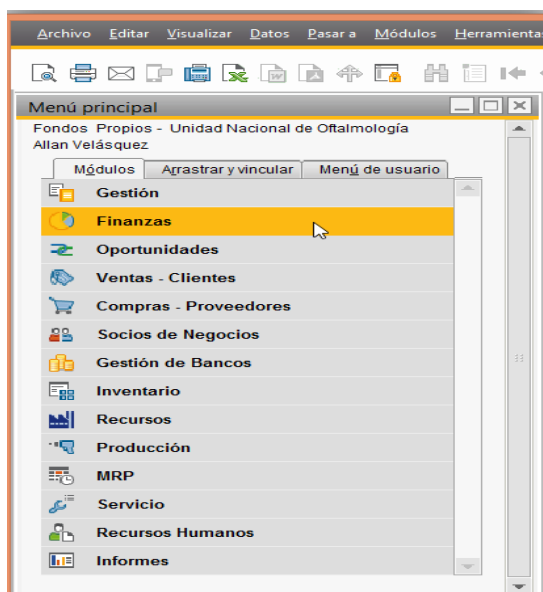 Archivo Editar Visualizar Datos Pasar a Módulos Herramientas
Menú principal
Fondos Propios - Unidad Nacional de Oftalmología
Allan Velásquez
Módulos Arrastrar y vincular Menú de usuario
Gestión
Finanzas
Oportunidades
Ventas - Clientes
Compras - Proveedores
Socios de Negocios
Gestión de Bancos
Inventario
Recursos
Producción
MRP
Servicio
Recursos Humanos
Informes